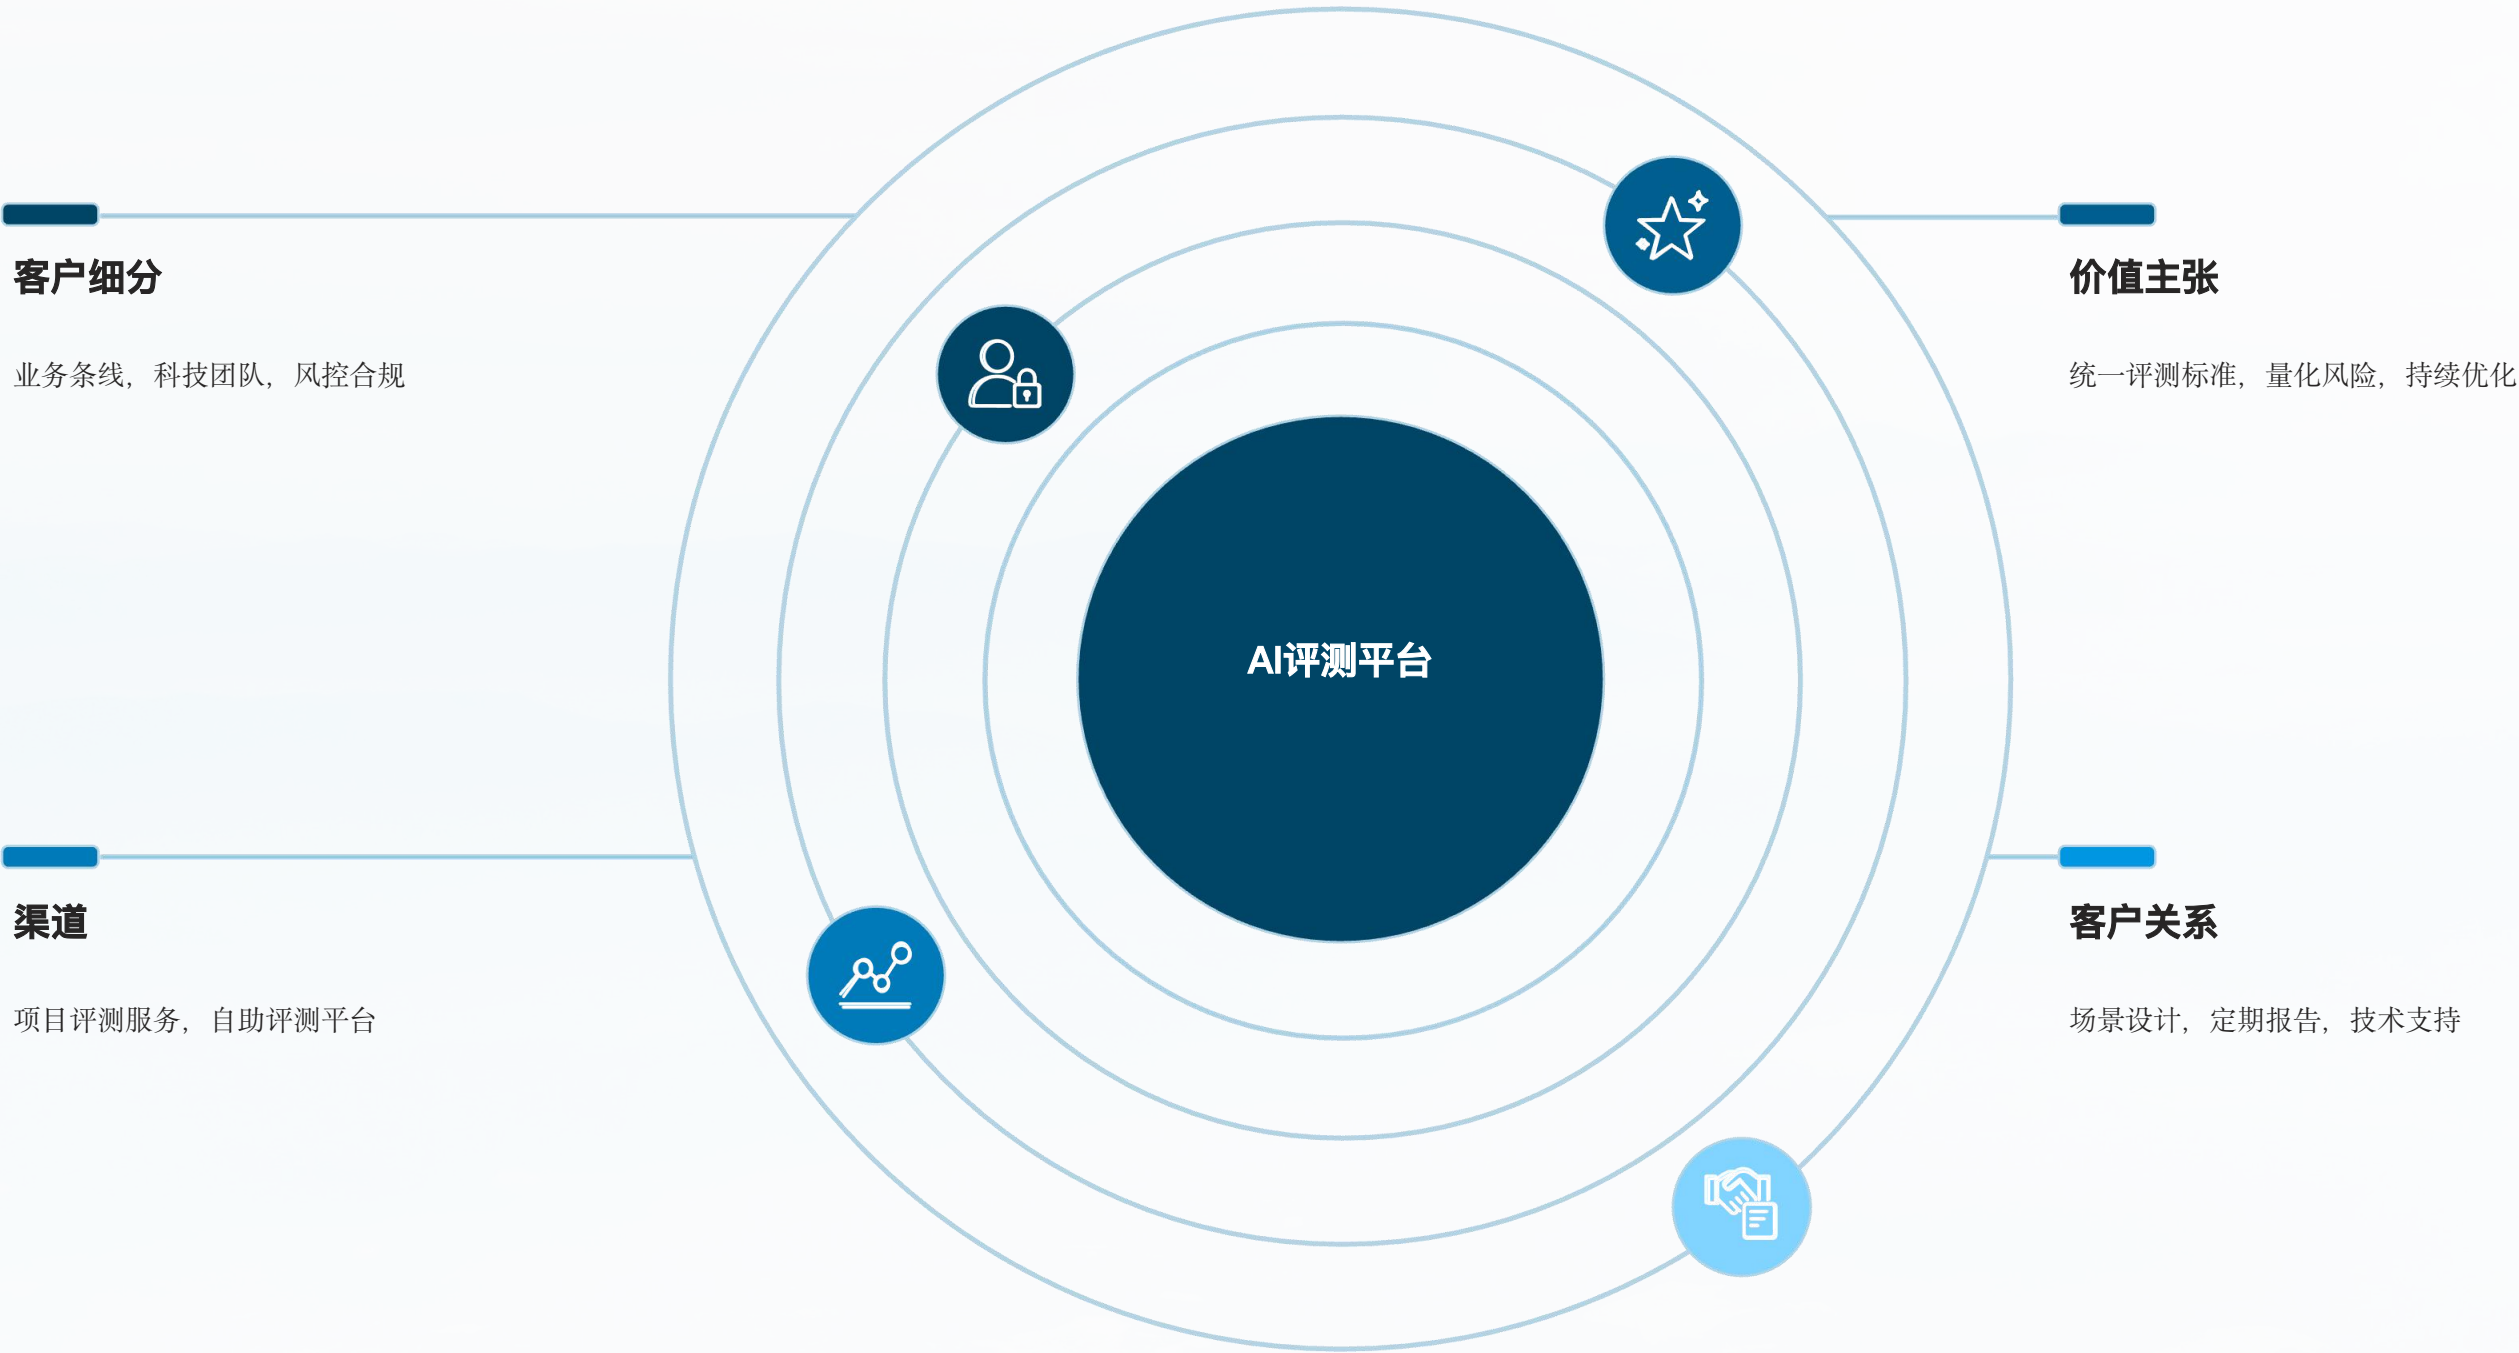 客户细分
业务条线，科技团队，风控合规
价值主张
统一评测标准，量化风险，持续优化
AI评测平台
渠道
项目评测服务，自助评测平台
客户关系
场景设计，定期报告，技术支持